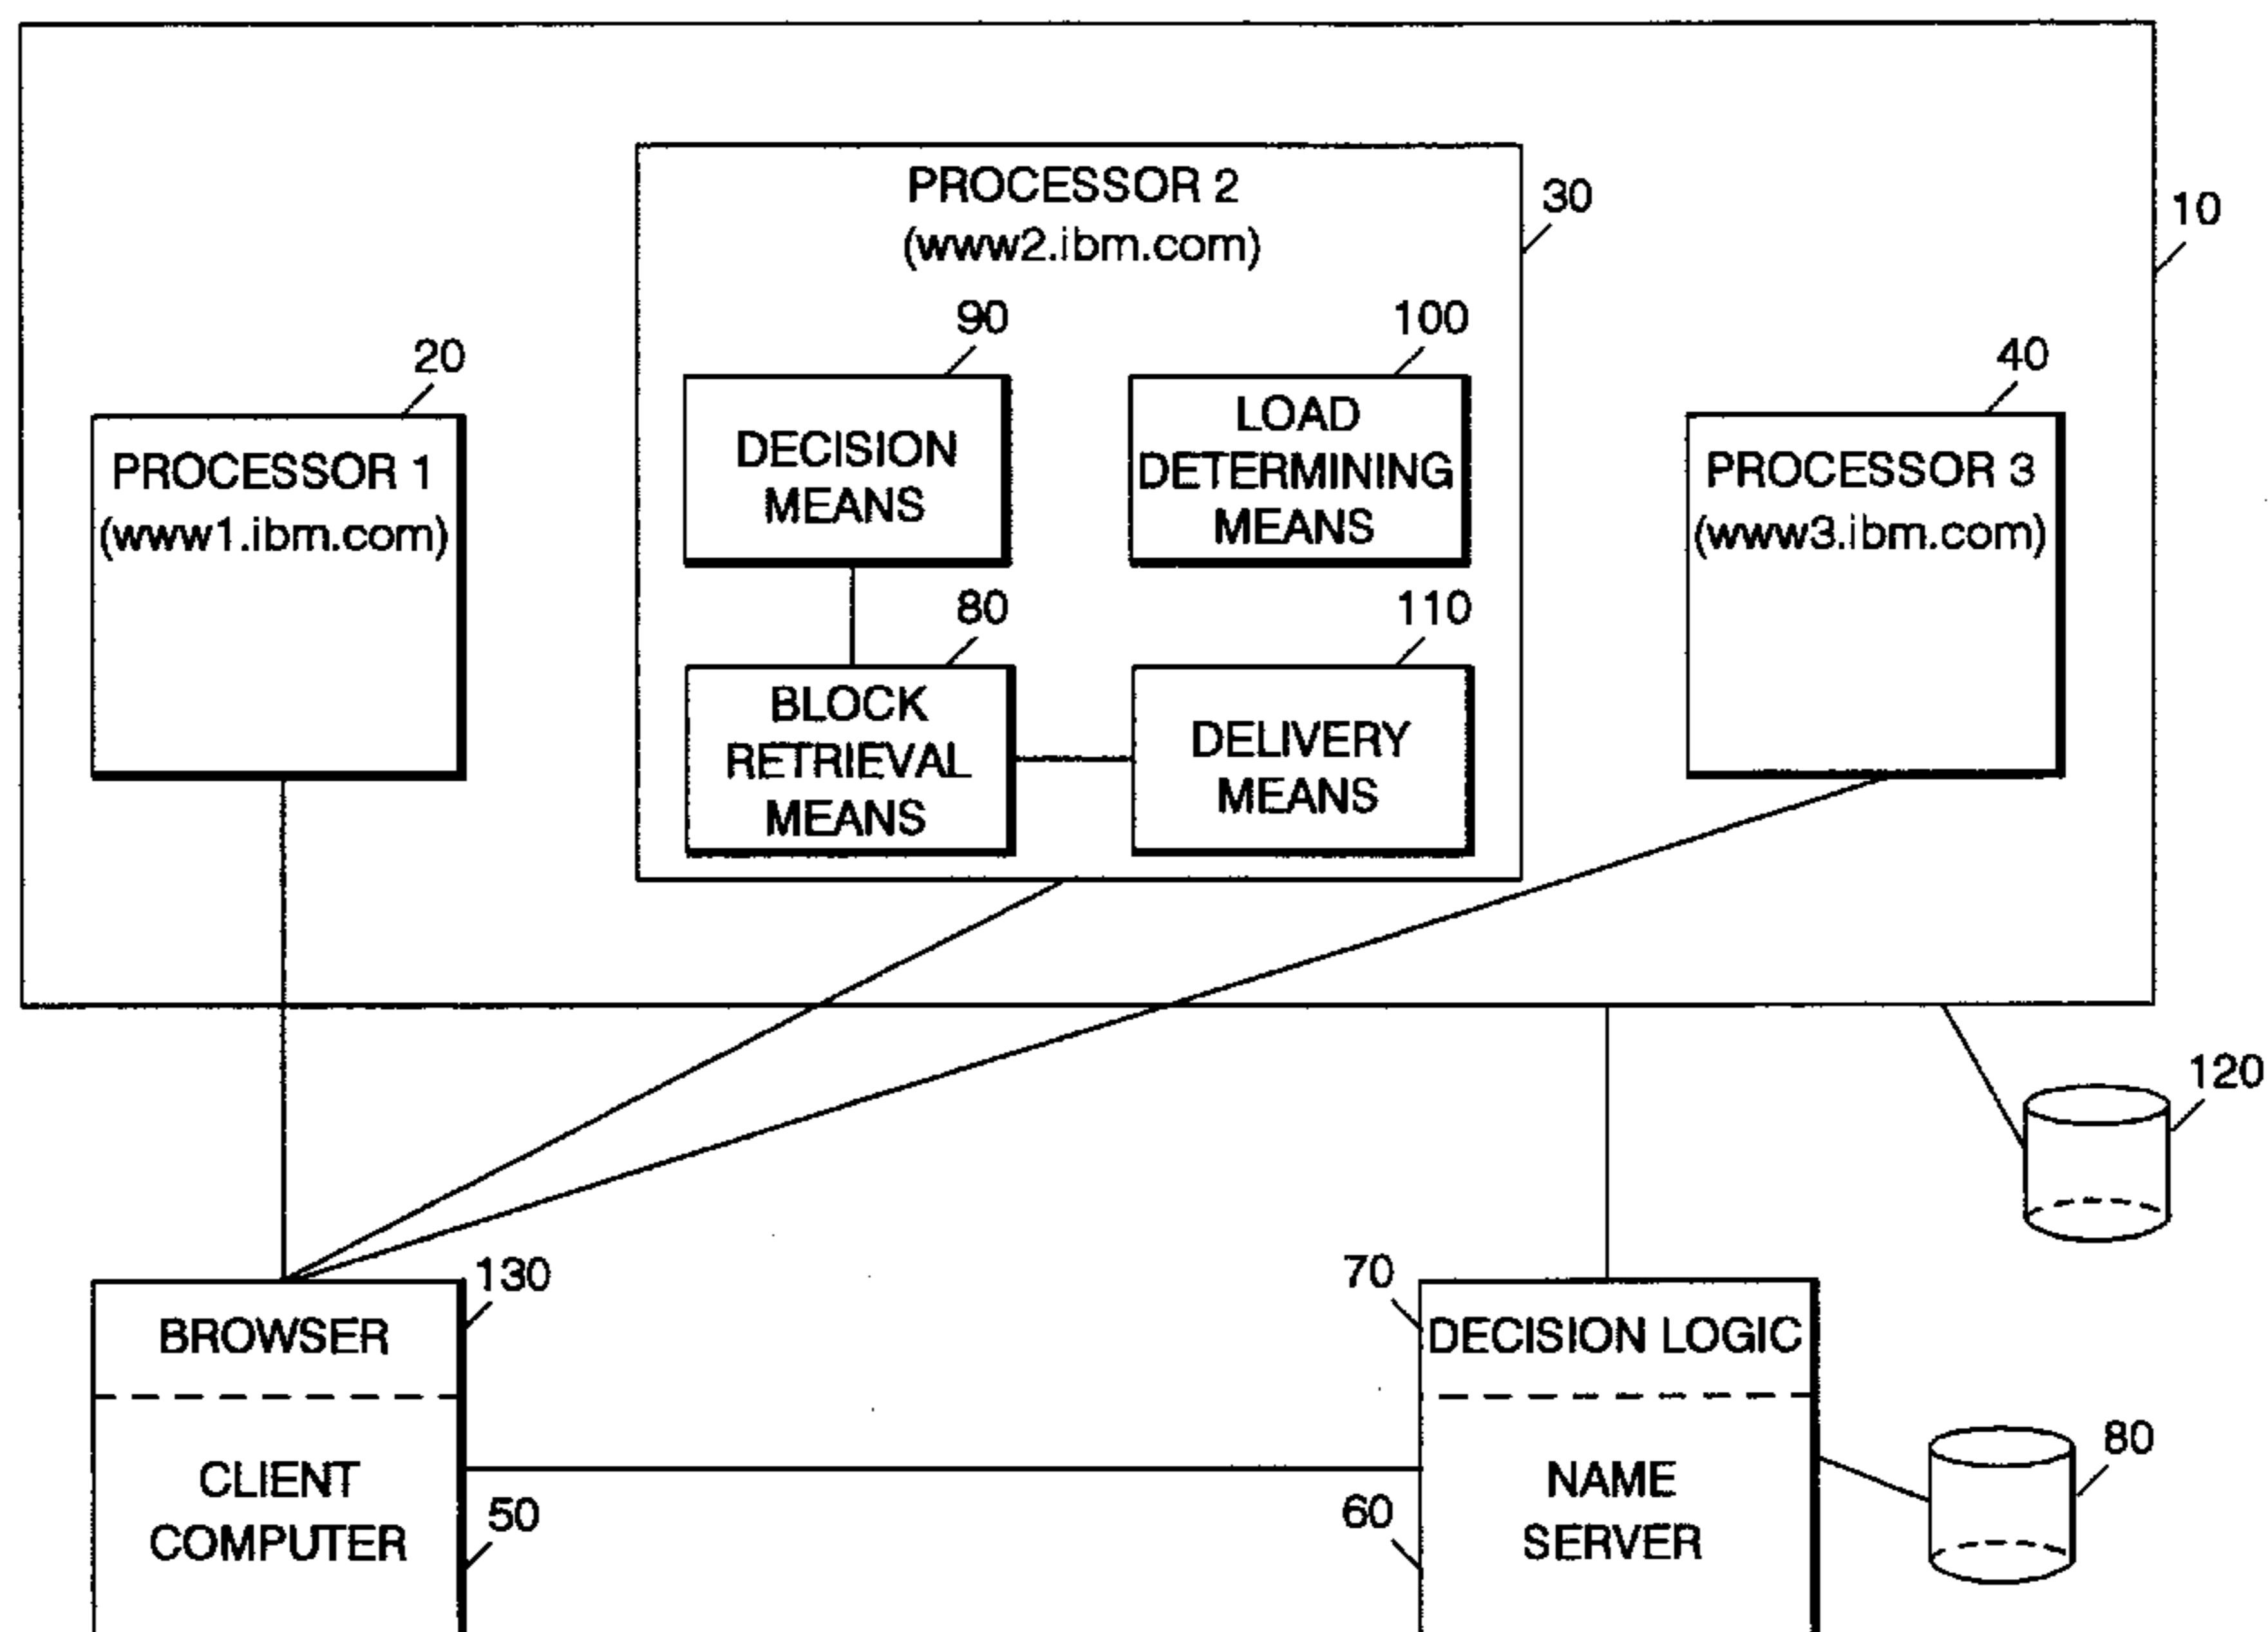 PROCESSOR 2
(www2.ibm.com)
30
10
90
100
20
40
DECISION
MEANS
LOAD
DETERMINING
MEANS
PROCESSOR 1
(www1.ibm.com)
PROCESSOR 3
(www3.ibm.com)
80
110
BLOCK
RETRIEVAL
MEANS
DELIVERY
MEANS
120
130
70
BROWSER
DECISION LOGIC
80
CLIENT
COMPUTER
50
60
NAME
SERVER